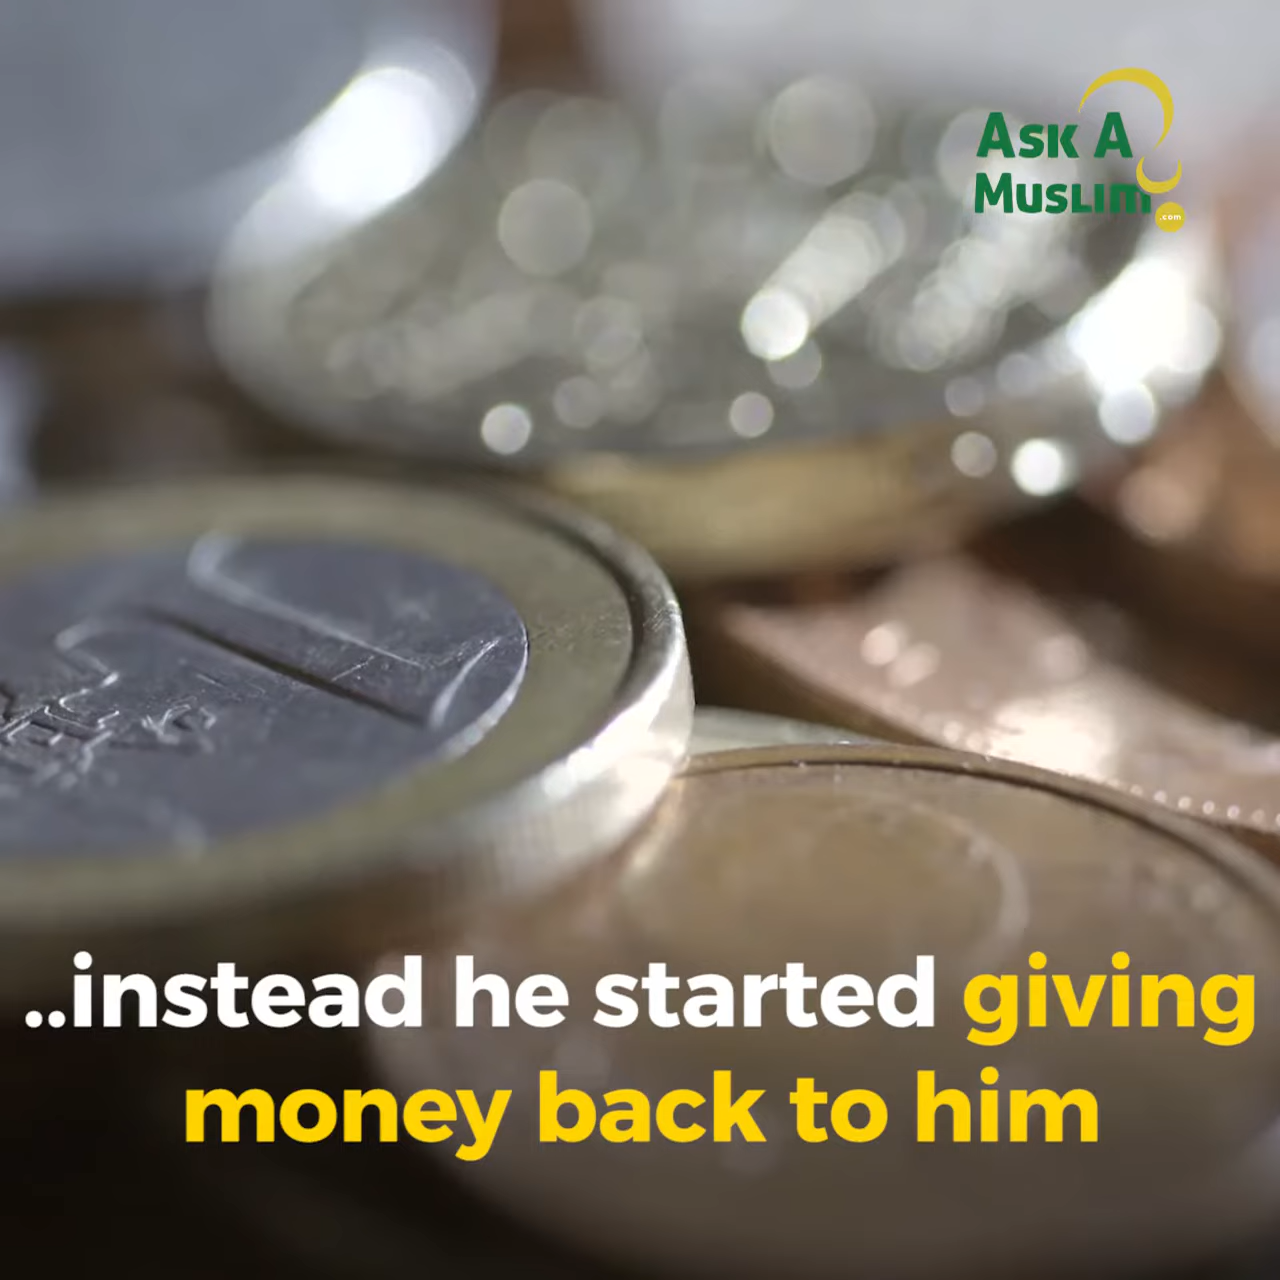 Ask A
Muslim
.com
..instead he started giving
money back to him